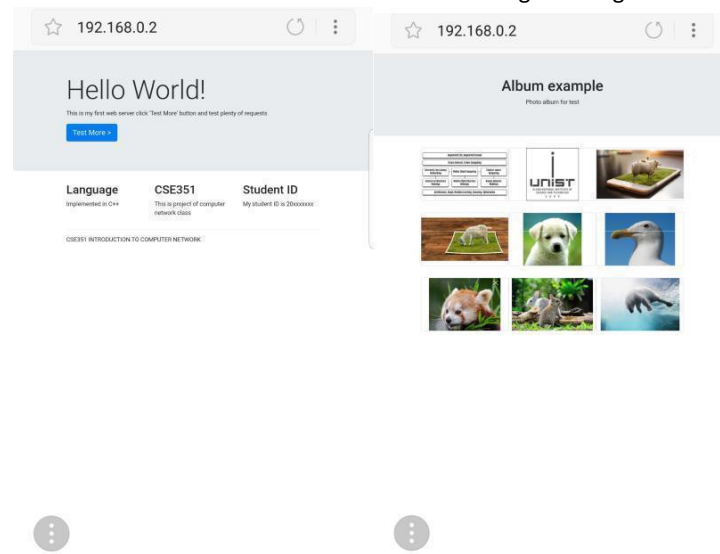 192.168.0.2
Hello World!
This is my first web server click 'Test More' button and test plenty of requests
Test More >
Language
Implemented in C++
CSE351
This is project of computer
network class
Student ID
My student ID is 20xxxxxxx
CSE351 INTRODUCTION TO COMPUTER NETWORK
192.168.0.2
Album example
Photo album for test
UNIST